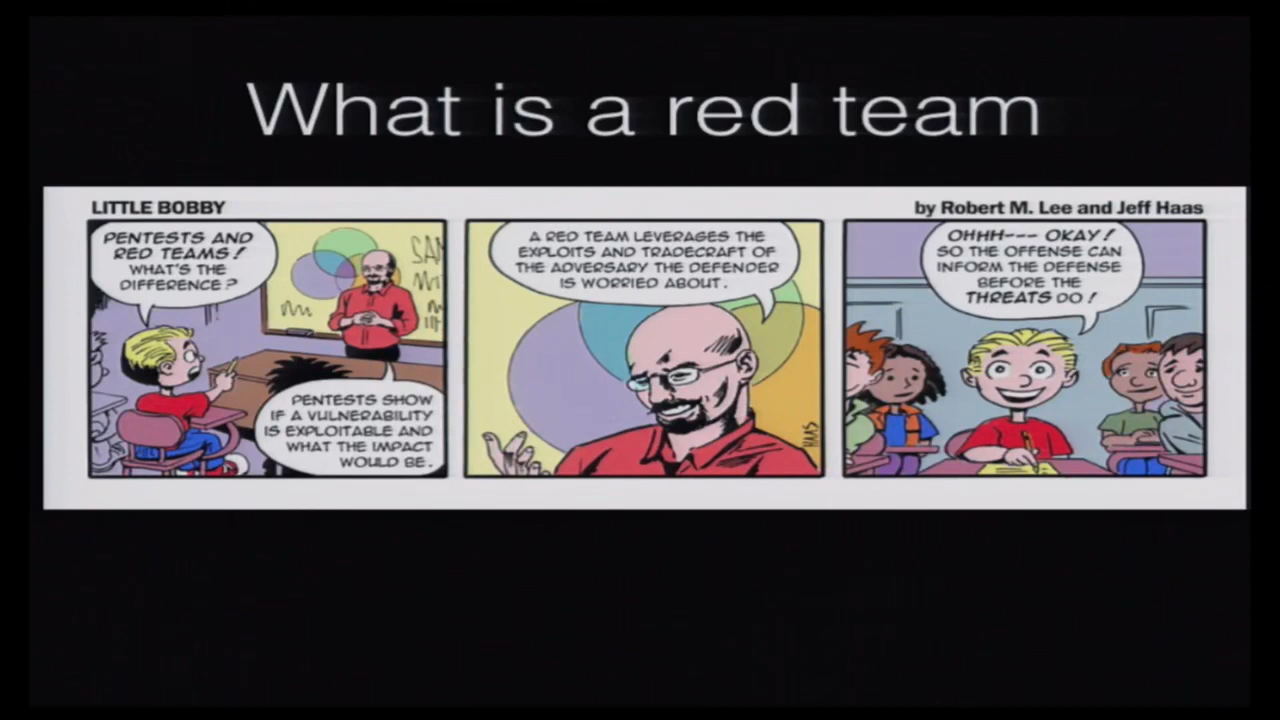 What is a red team
LITTLE BOBBY
by Robert M. Lee and Jeff Haas
PENTESTS AND
RED TEAMS!
WHAT'S THE
DIFFERENCE?
PENTESTS SHOW
IF A VULNERABILITY
IS EXPLOITABLE AND
WHAT THE IMPACT
WOULD BE.
A RED TEAM LEVERAGES THE
EXPLOITS AND TRADECRAFT OF
THE ADVERSARY THE DEFENDER
IS WORRIED ABOUT.
HAAS
OHHH--- OKAY!
SO THE OFFENSE CAN
INFORM THE DEFENSE
BEFORE THE
THREATS DO!